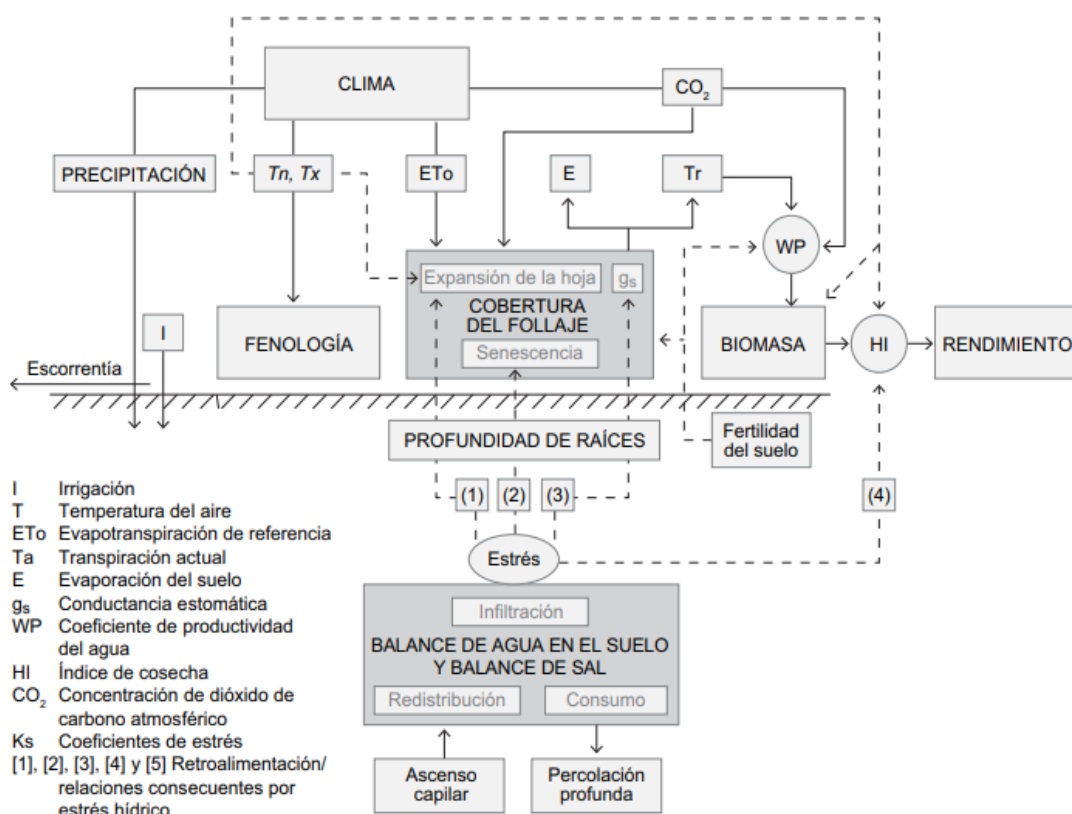 CLIMA
CO2
PRECIPITACIÓN
Tn, Tx
ETo
E
Tr
WP
Expansión de la hoja
gs
COBERTURA
DEL FOLLAJE
Senescencia
I
FENOLOGÍA
BIOMASA
HI
RENDIMIENTO
Escorrentía
PROFUNDIDAD DE RAÍCES
Fertilidad
del suelo
(1)
(2)
(3)
(4)
Estrés
Infiltración
BALANCE DE AGUA EN EL SUELO
Y BALANCE DE SAL
Redistribución
Consumo
Ascenso
capilar
Percolación
profunda
I Irrigación
T Temperatura del aire
ETo Evapotranspiración de referencia
Ta Transpiración actual
E Evaporación del suelo
gs Conductancia estomática
WP Coeficiente de productividad
del agua
HI Índice de cosecha
CO2 Concentración de dióxido de
carbono atmosférico
Ks Coeficientes de estrés
[1], [2], [3], [4] y [5] Retroalimentación/
relaciones consecuentes por
estrés hídrico